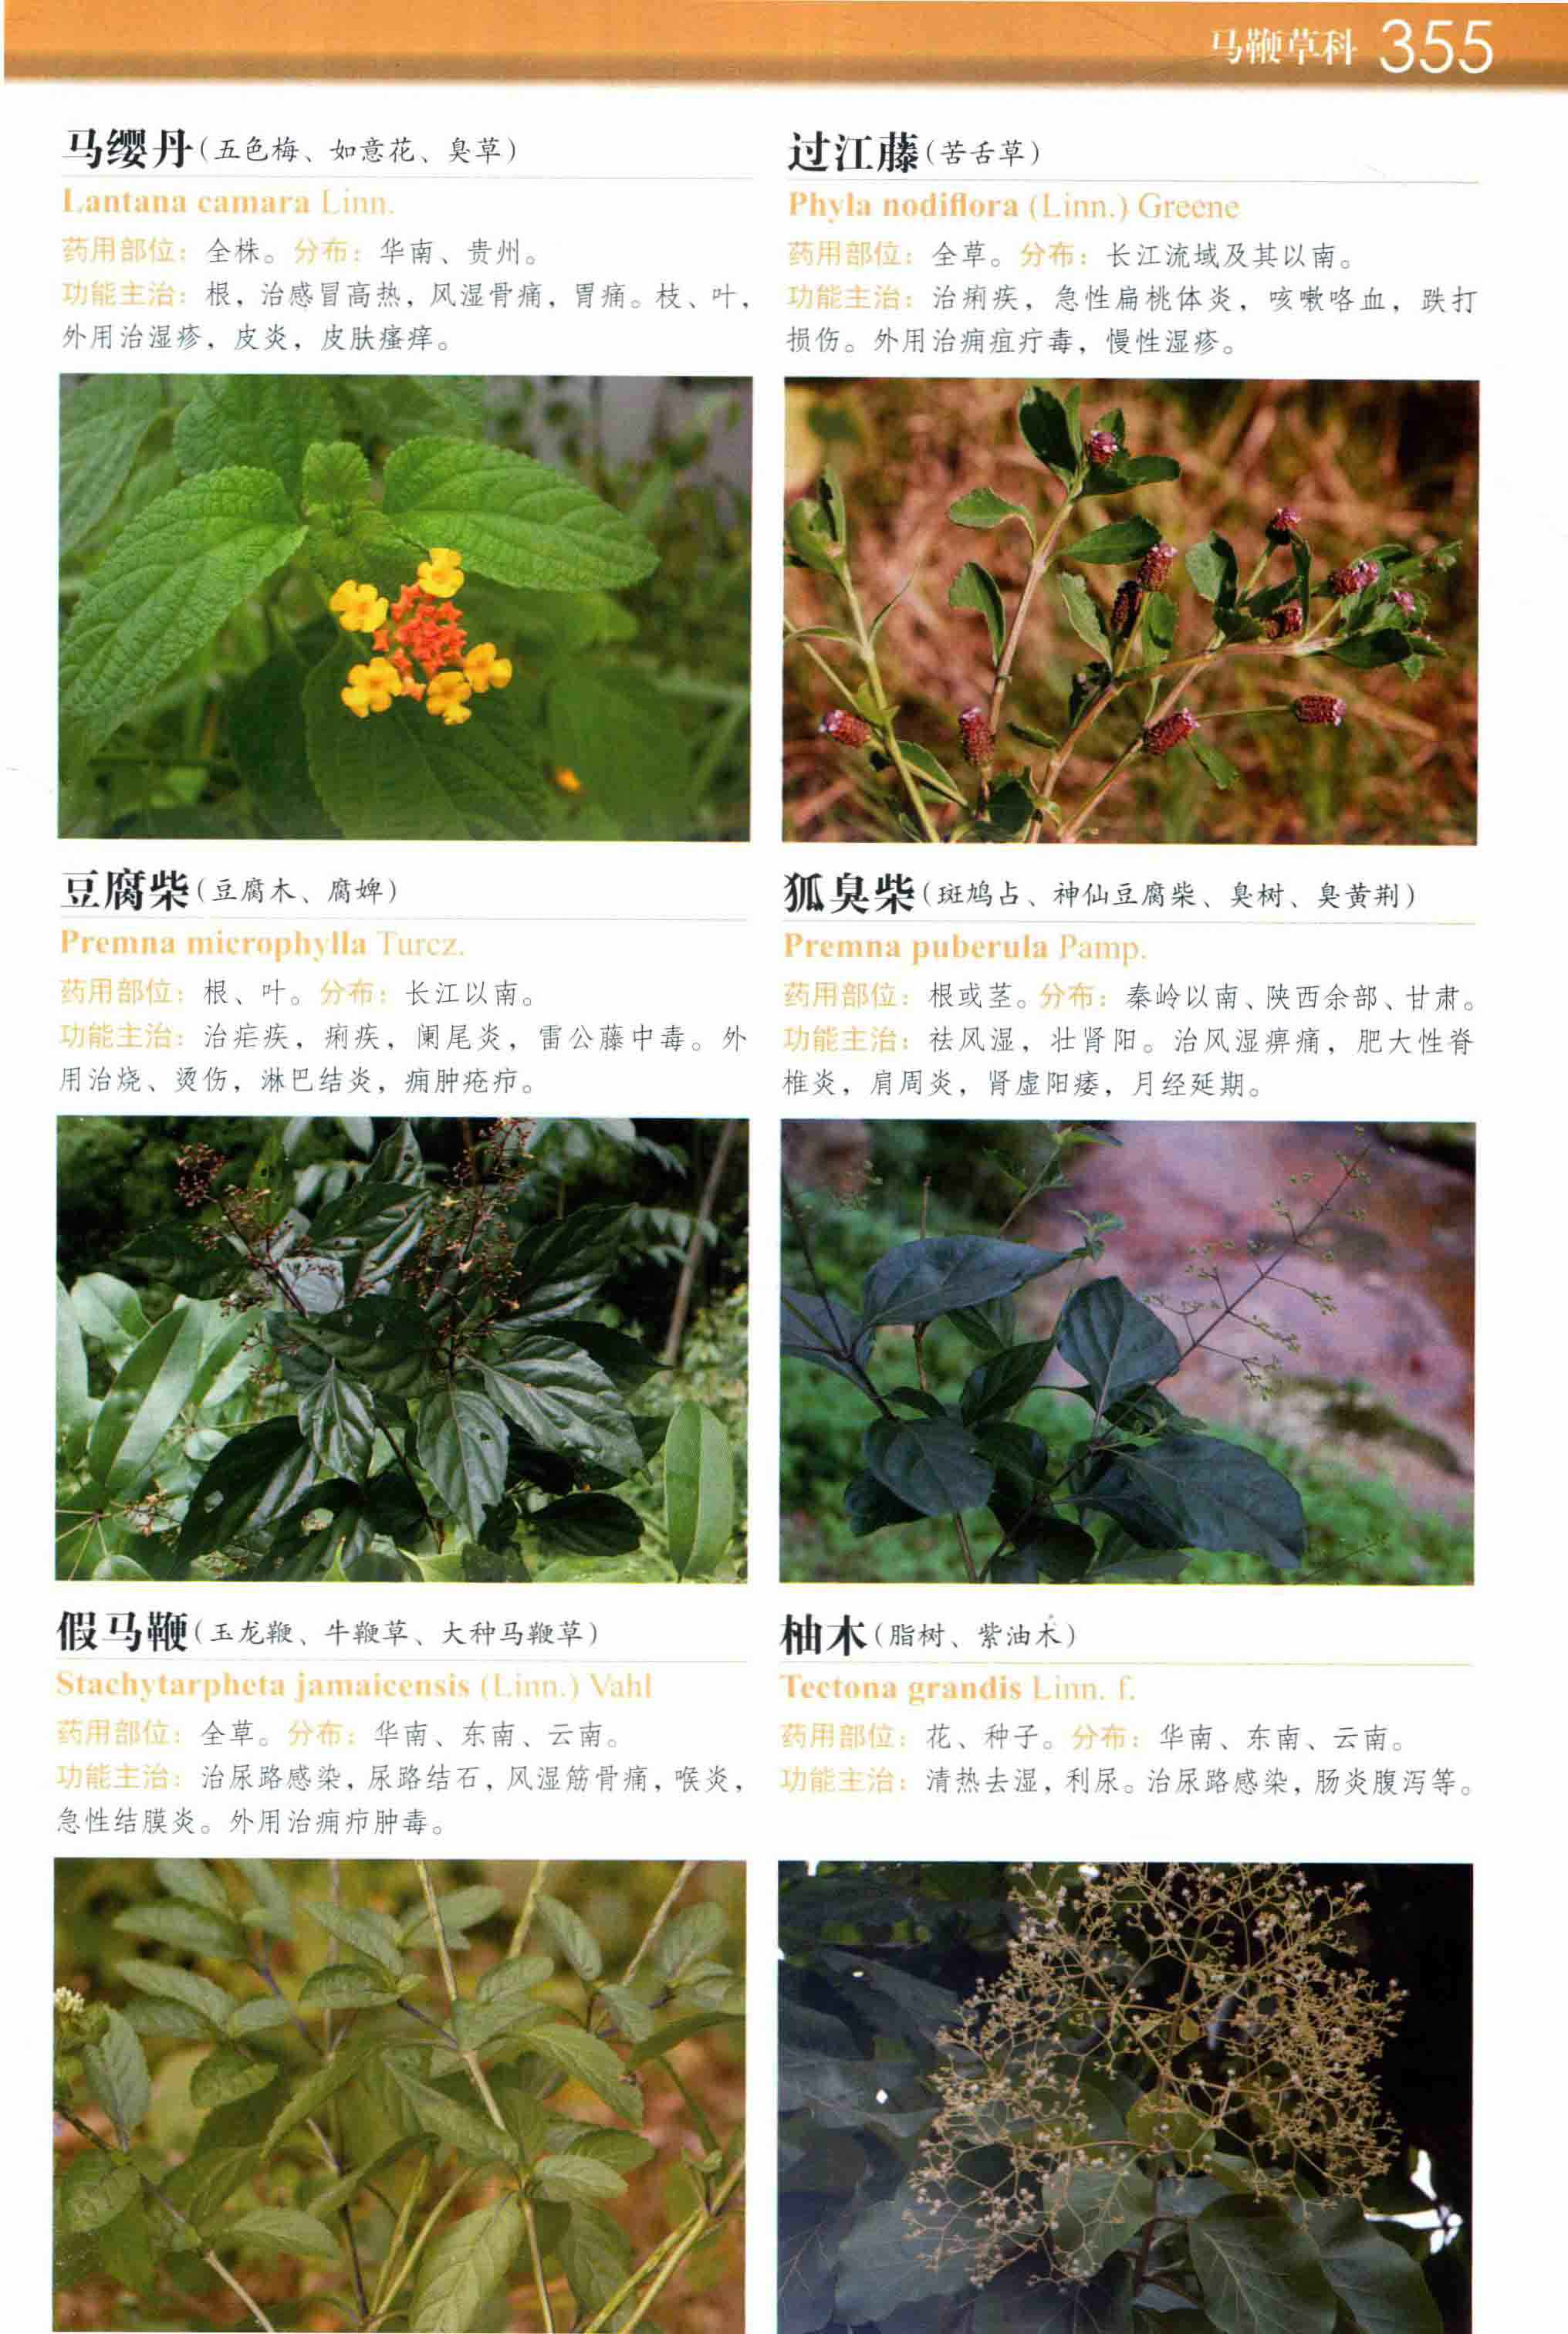 马鞭草科 355
马缨丹(五色梅、如意花、臭草)
Lantana camara Linn.
药用部位：全株。分布：华南、贵州。
功能主治：根，治感冒高热，风湿骨痛，胃痛。枝、叶，
外用治湿疹，皮炎，皮肤瘙痒。
过江藤(苦舌草)
Phyla nodiflora (Linn.) Greene
药用部位：全草。分布：长江流域及其以南。
功能主治：治痢疾，急性扁桃体炎，咳嗽咯血，跌打
损伤。外用治痈疽疔毒，慢性湿疹。
豆腐柴(豆腐木、腐婢)
Premna microphylla Turcz.
药用部位：根、叶。分布：长江以南。
功能主治：治疟疾，痢疾，阑尾炎，雷公藤中毒。外
用治烧、烫伤，淋巴结炎，痈肿疮疖。
狐臭柴(斑鸠占、神仙豆腐柴、臭树、臭黄荆)
Premna puberula Pamp.
药用部位：根或茎。分布：秦岭以南、陕西余部、甘肃。
功能主治：祛风湿，壮肾阳。治风湿痹痛，肥大性脊
椎炎，肩周炎，肾虚阳痿，月经延期。
假马鞭(玉龙鞭、牛鞭草、大种马鞭草)
Stachytarpheta jamaicensis (Linn.) Vahl
药用部位：全草。分布：华南、东南、云南。
功能主治：治尿路感染，尿路结石，风湿筋骨痛，喉炎，
急性结膜炎。外用治痈疖肿毒。
柚木(脂树、紫油木)
Tectona grandis Linn. f.
药用部位：花、种子。分布：华南、东南、云南。
功能主治：清热去湿，利尿。治尿路感染，肠炎腹泻等。